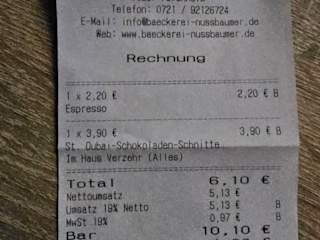 Telefon: 0721 / 92126724
E-Mail: info@baeckerei-nussbaumer.de
Web: www.baeckerei-nussbaumer.de
Rechnung
1 x 2,20 € 2,20 € B
Espresso
1 x 3,90 € 3,90 € B
St. Dubai-Schokoladen-Schnitte
Im Haus Verzehr (Alles)
Total 6,10 €
Nettoumsatz 5,13 €
Umsatz 19% Netto 5,13 € B
MwSt 19% 0,97 € B
Bar 10,10 €